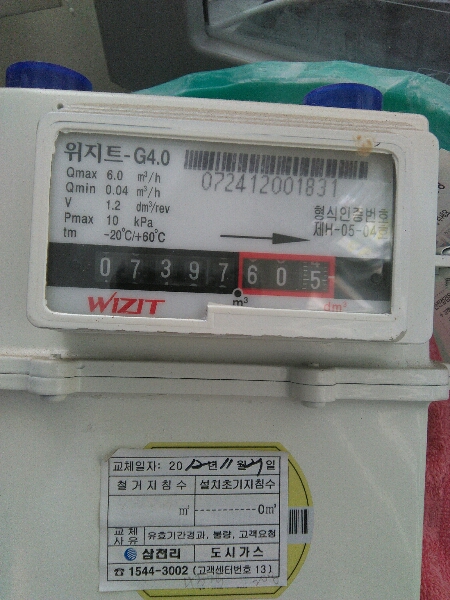 위지트-G4.0
Qmax 6.0 m³/h
Qmin 0.04 m³/h
V 1.2 dm³/rev
Pmax 10 kPa
tm -20℃/+60℃
072412001831
형식인정번호
제H-05-04호
07397605
WIZIT
m³
dm³
교체일자: 20 년 11월 일
철거지침수 설치초기지침수
m³ 0m³
교체사유 유효기간경과, 불량, 고객요청
삼천리 도시가스
☎ 1544-3002 (고객센터번호 13)